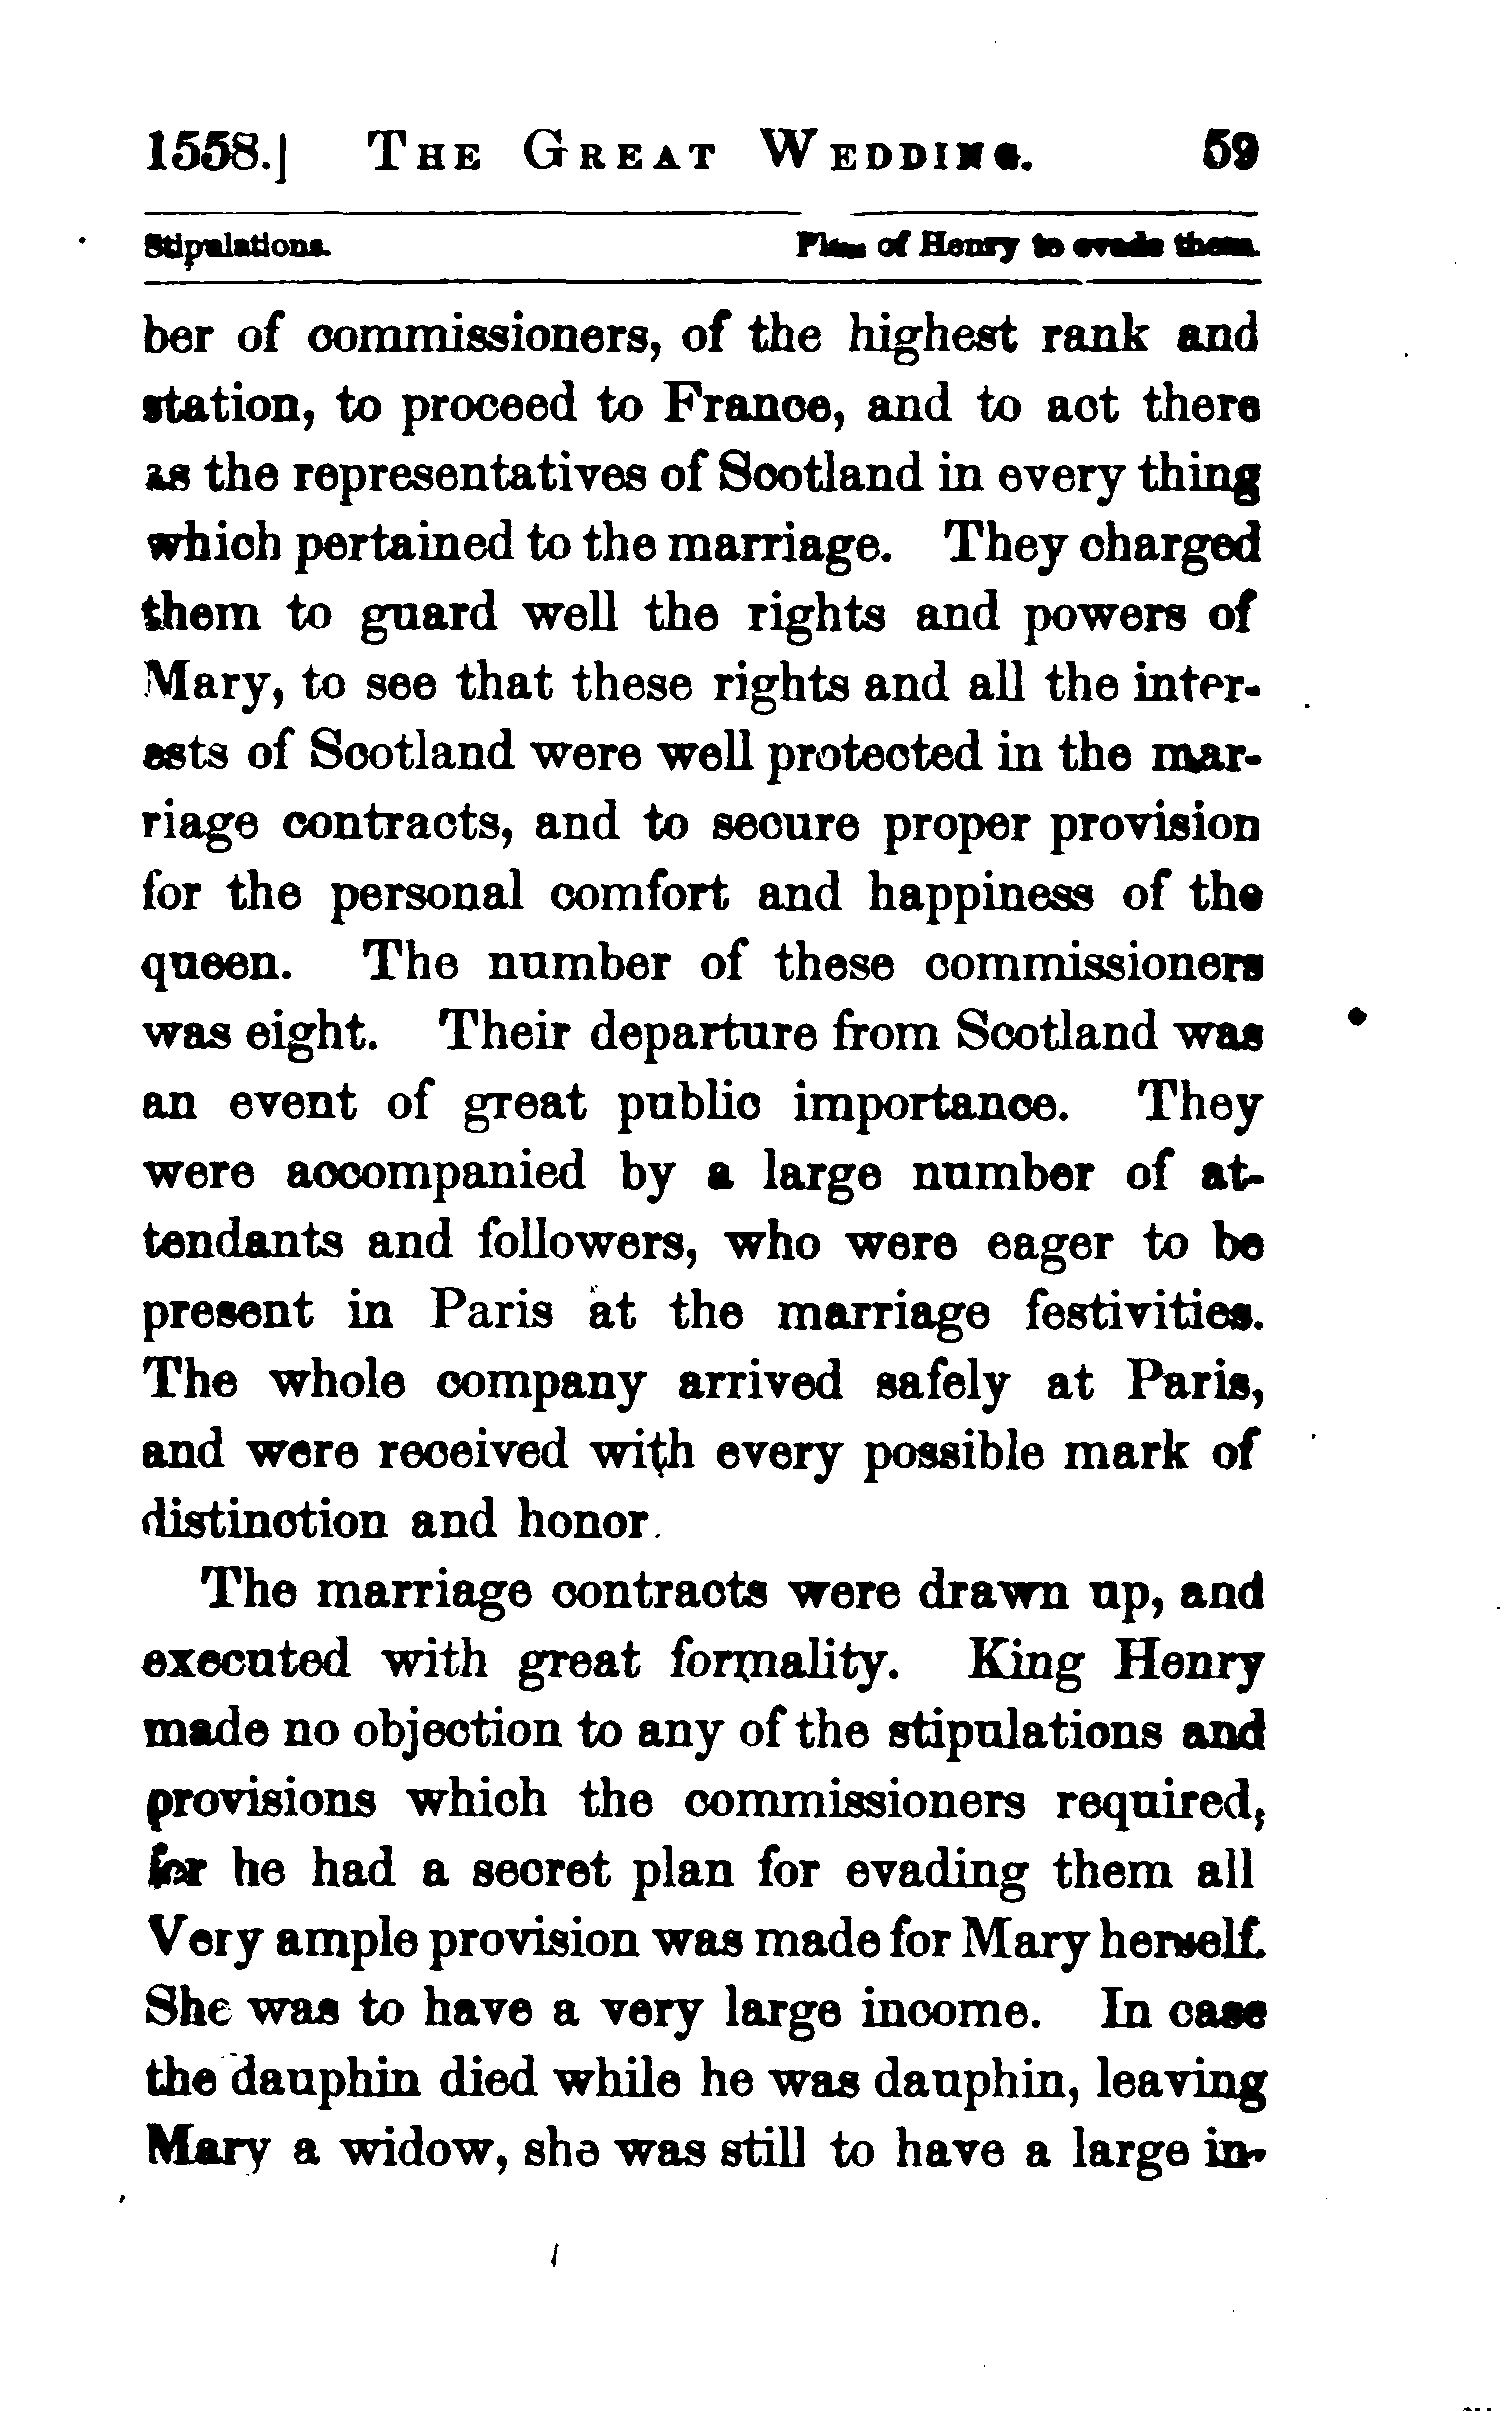 1558.] THE GREAT WEDDING. 59
Stipulations. Plan of Henry to evade them.
ber of commissioners, of the highest rank and
station, to proceed to France, and to act there
as the representatives of Scotland in every thing
which pertained to the marriage. They charged
them to guard well the rights and powers of
Mary, to see that these rights and all the inter-
ests of Scotland were well protected in the mar-
riage contracts, and to secure proper provision
for the personal comfort and happiness of the
queen. The number of these commissioners
was eight. Their departure from Scotland was
an event of great public importance. They
were accompanied by a large number of at-
tendants and followers, who were eager to be
present in Paris at the marriage festivities.
The whole company arrived safely at Paris,
and were received with every possible mark of
distinction and honor.
The marriage contracts were drawn up, and
executed with great formality. King Henry
made no objection to any of the stipulations and
provisions which the commissioners required,
for he had a secret plan for evading them all
Very ample provision was made for Mary herself.
She was to have a very large income. In case
the dauphin died while he was dauphin, leaving
Mary a widow, she was still to have a large in-